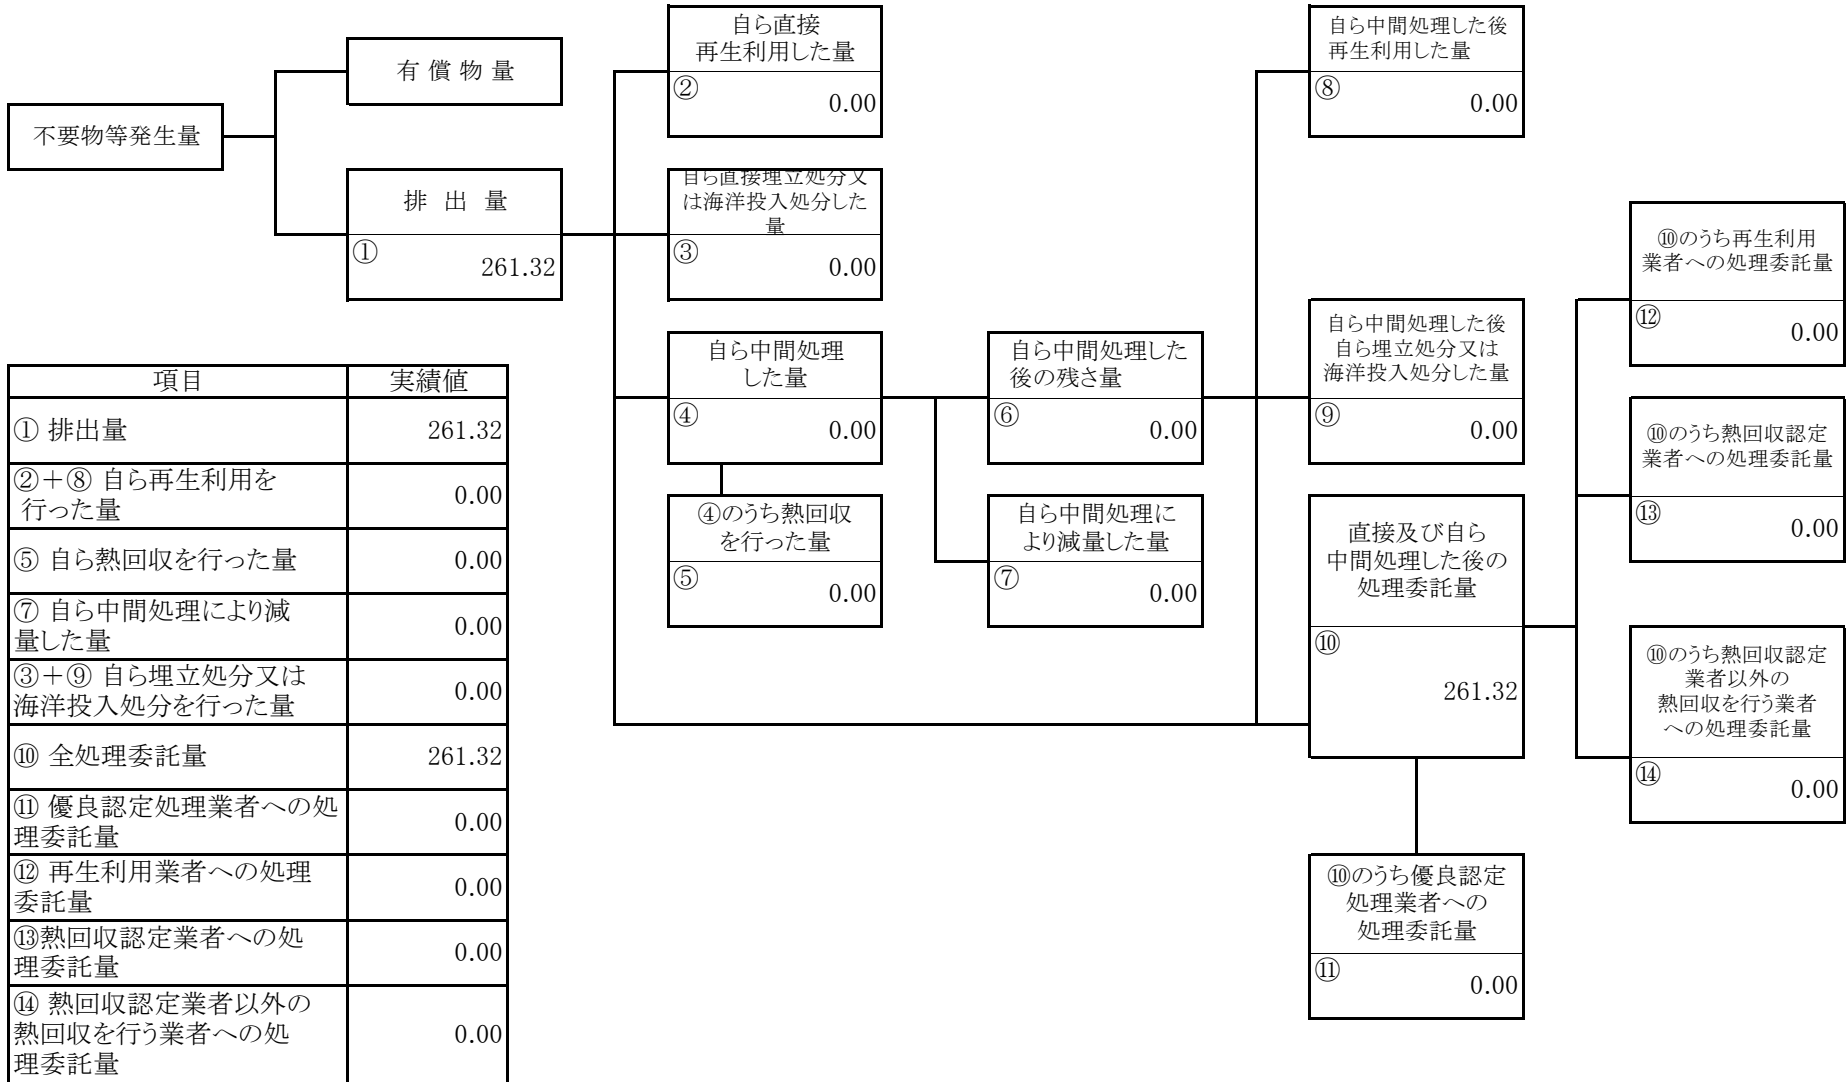 不要物等発生量
有 償 物 量
排 出 量
①
261.32
自ら直接
再生利用した量
②
0.00
自ら直接埋立処分又
は海洋投入処分した
量
③
0.00
自ら中間処理
した量
④
0.00
④のうち熱回収
を行った量
⑤
0.00
自ら中間処理した
後の残さ量
⑥
0.00
自ら中間処理に
より減量した量
⑦
0.00
自ら中間処理した後
再生利用した量
⑧
0.00
自ら中間処理した後
自ら埋立処分又は
海洋投入処分した量
⑨
0.00
直接及び自ら
中間処理した後の
処理委託量
⑩
261.32
⑩のうち優良認定
処理業者への
処理委託量
⑪
0.00
⑩のうち再生利用
業者への処理委託量
⑫
0.00
⑩のうち熱回収認定
業者への処理委託量
⑬
0.00
⑩のうち熱回収認定
業者以外の
熱回収を行う業者
への処理委託量
⑭
0.00
項目 実績値
① 排出量 261.32
②＋⑧ 自ら再生利用を
行った量 0.00
⑤ 自ら熱回収を行った量 0.00
⑦ 自ら中間処理により減
量した量 0.00
③＋⑨ 自ら埋立処分又は
海洋投入処分を行った量 0.00
⑩ 全処理委託量 261.32
⑪ 優良認定処理業者への処
理委託量 0.00
⑫ 再生利用業者への処理
委託量 0.00
⑬熱回収認定業者への処
理委託量 0.00
⑭ 熱回収認定業者以外の
熱回収を行う業者への処
理委託量 0.00